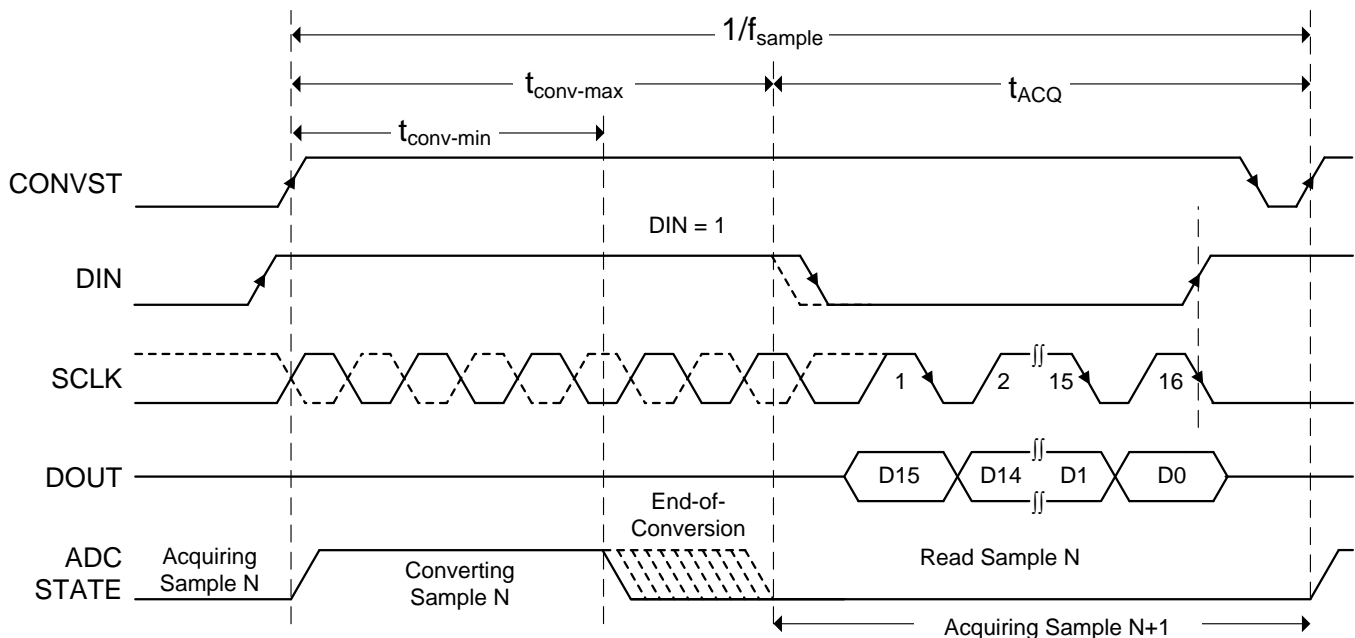 1/fsample
tconv-max
tACQ
tconv-min
CONVST
DIN = 1
DIN
SCLK
1
2
15
16
DOUT
D15
D14
D1
D0
End-of-
Conversion
ADC
STATE
Acquiring
Sample N
Converting
Sample N
Read Sample N
Acquiring Sample N+1